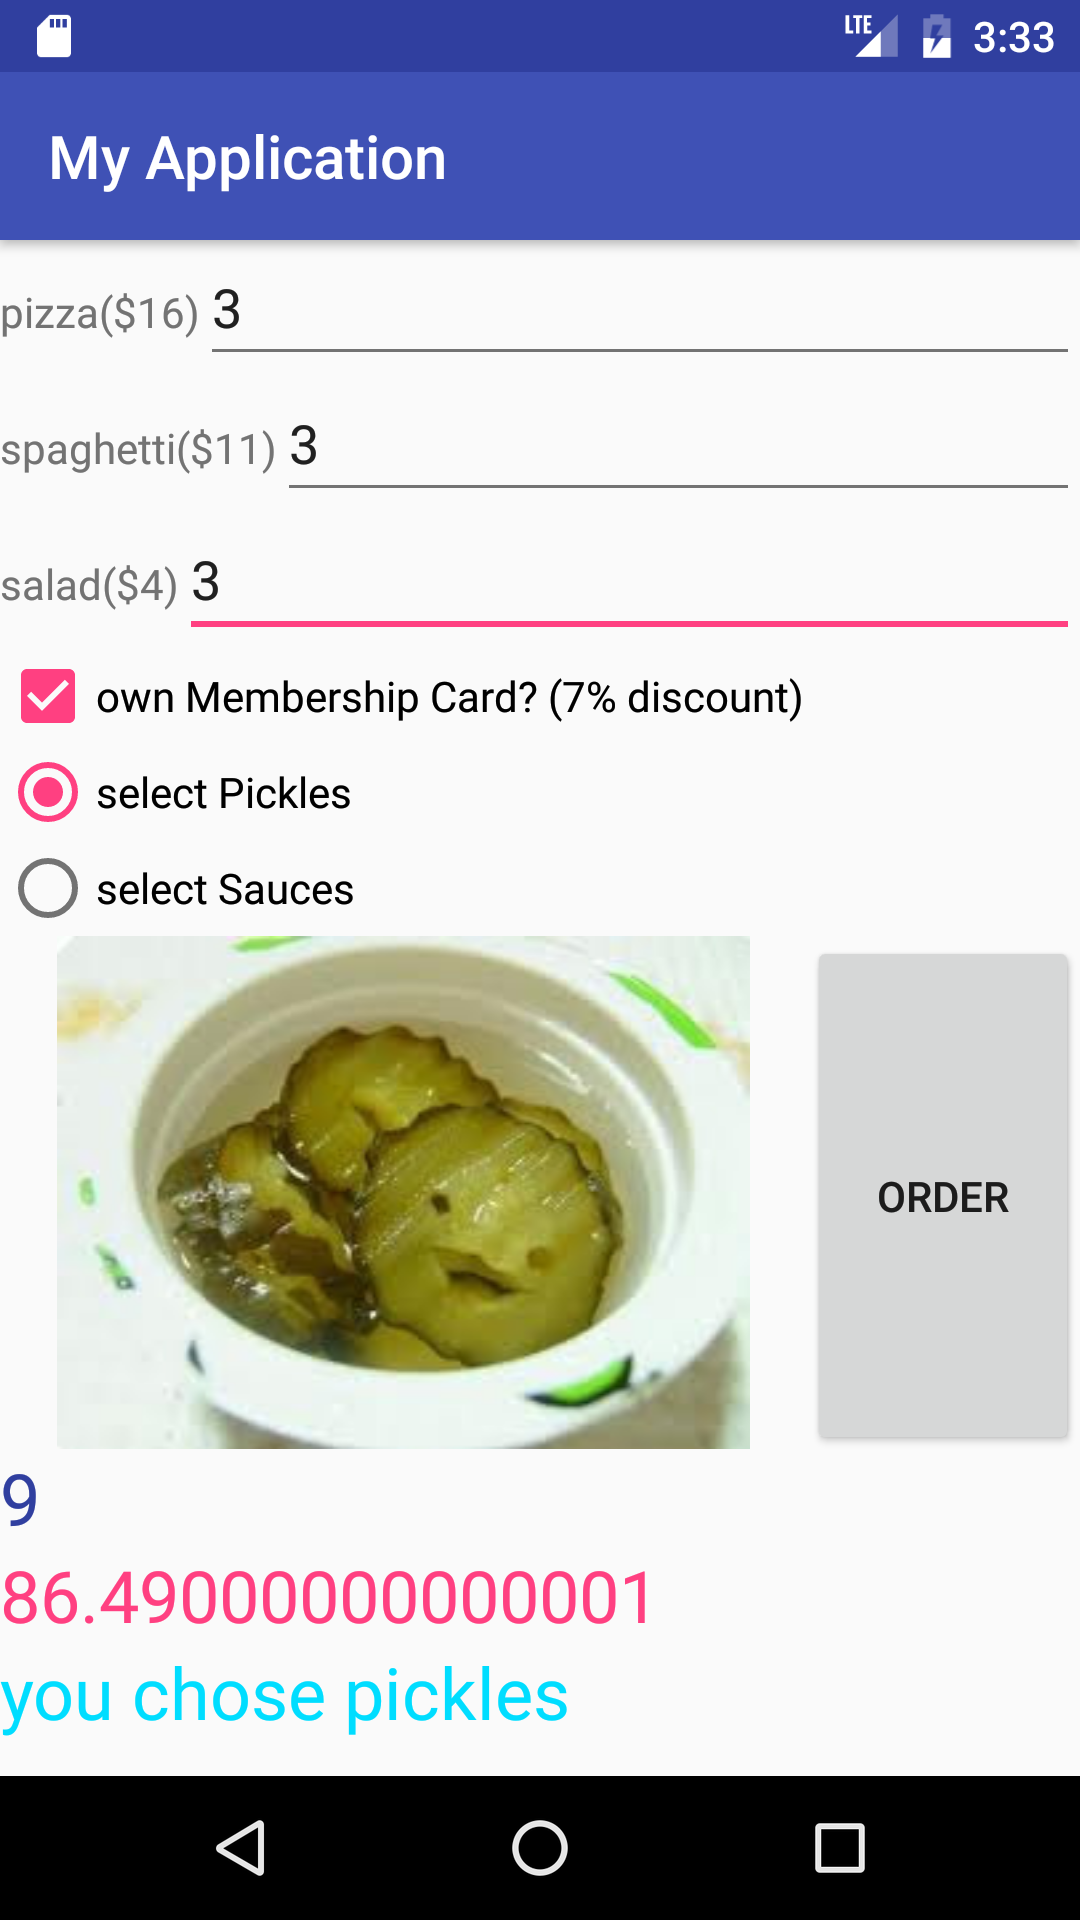 LTE 3:33
My Application
pizza($16) 3
spaghetti($11) 3
salad($4) 3
own Membership Card? (7% discount)
select Pickles
select Sauces
ORDER
9
86.49000000000001
you chose pickles